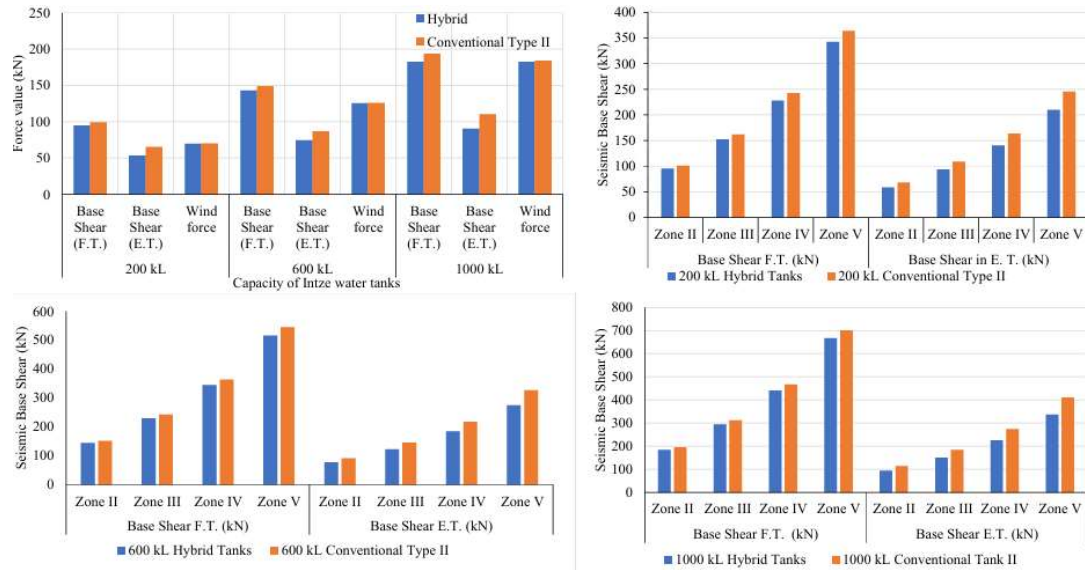 250
200
150
100
50
0
Force value (kN)
Hybrid
Conventional Type II
Base Shear (F.T.)
Base Shear (E.T.)
Wind force
Base Shear (F.T.)
Base Shear (E.T.)
Wind force
Base Shear (F.T.)
Base Shear (E.T.)
Wind force
200 kL
600 kL
1000 kL
Capacity of Intze water tanks
400
350
300
250
200
150
100
50
0
Seismic Base Shear (kN)
Zone II Zone III Zone IV Zone V Zone II Zone III Zone IV Zone V
Base Shear F.T. (kN) Base Shear in E. T. (kN)
200 kL Hybrid Tanks 200 kL Conventional Type II
600
500
400
300
200
100
0
Seismic Base Shear (kN)
Zone II Zone III Zone IV Zone V Zone II Zone III Zone IV Zone V
Base Shear F.T. (kN) Base Shear E.T. (kN)
600 kL Hybrid Tanks 600 kL Conventional Type II
800
700
600
500
400
300
200
100
0
Seismic Base Shear (kN)
Zone II Zone III Zone IV Zone V Zone II Zone III Zone IV Zone V
Base Shear F.T. (kN) Base Shear E.T. (kN)
1000 kL Hybrid Tanks 1000 kL Conventional Tank II